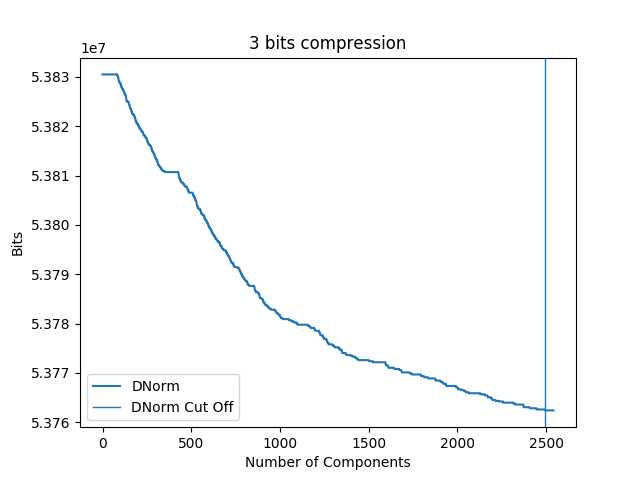 3 bits compression
1e7
5.383
5.382
5.381
5.380
5.379
5.378
5.377
5.376
Bits
DNorm
DNorm Cut Off
0
500
1000
1500
2000
2500
Number of Components